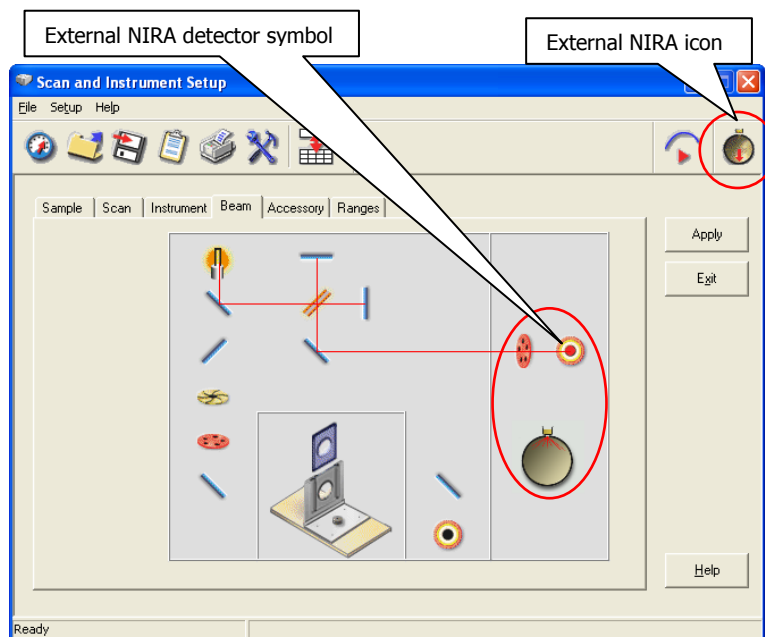 External NIRA detector symbol
External NIRA icon
Scan and Instrument Setup
File Setup Help
Sample Scan Instrument Beam Accessory Ranges
Apply
Exit
Help
Ready